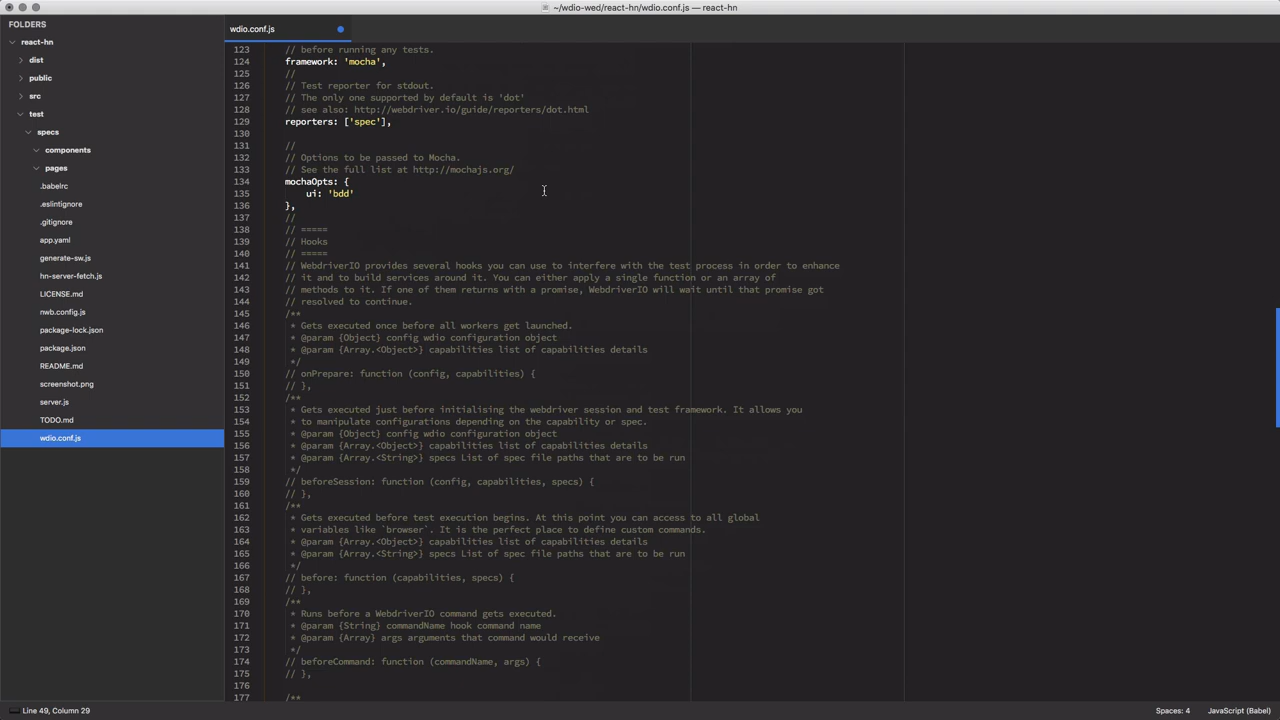 ~/wdio-wed/react-hn/wdio.conf.js — react-hn
FOLDERS
react-hn
dist
public
src
test
specs
components
pages
.babelrc
.eslintignore
.gitignore
app.yaml
generate-sw.js
hn-server-fetch.js
LICENSE.md
nwb.config.js
package-lock.json
package.json
README.md
screenshot.png
server.js
TODO.md
wdio.conf.js
wdio.conf.js
123 // before running any tests.
124 framework: 'mocha',
125 //
126 // Test reporter for stdout.
127 // The only one supported by default is 'dot'
128 // see also: http://webdriver.io/guide/reporters/dot.html
129 reporters: ['spec'],
130
131 //
132 // Options to be passed to Mocha.
133 // See the full list at http://mochajs.org/
134 mochaOpts: {
135 ui: 'bdd'
136 },
137 //
138 // =====
139 // Hooks
140 // =====
141 // WebdriverIO provides several hooks you can use to interfere with the test process in order to enhance
142 // it and to build services around it. You can either apply a single function or an array of
143 // methods to it. If one of them returns with a promise, WebdriverIO will wait until that promise got
144 // resolved to continue.
145 /**
146 * Gets executed once before all workers get launched.
147 * @param {Object} config wdio configuration object
148 * @param {Array.<Object>} capabilities list of capabilities details
149 */
150 // onPrepare: function (config, capabilities) {
151 // },
152 /**
153 * Gets executed just before initialising the webdriver session and test framework. It allows you
154 * to manipulate configurations depending on the capability or spec.
155 * @param {Object} config wdio configuration object
156 * @param {Array.<Object>} capabilities list of capabilities details
157 * @param {Array.<String>} specs List of spec file paths that are to be run
158 */
159 // beforeSession: function (config, capabilities, specs) {
160 // },
161 /**
162 * Gets executed before test execution begins. At this point you can access to all global
163 * variables like `browser`. It is the perfect place to define custom commands.
164 * @param {Array.<Object>} capabilities list of capabilities details
165 * @param {Array.<String>} specs List of spec file paths that are to be run
166 */
167 // before: function (capabilities, specs) {
168 // },
169 /**
170 * Runs before a WebdriverIO command gets executed.
171 * @param {String} commandName hook command name
172 * @param {Array} args arguments that command would receive
173 */
174 // beforeCommand: function (commandName, args) {
175 // },
176
177 /**
Line 49, Column 29
Spaces: 4
JavaScript (Babel)